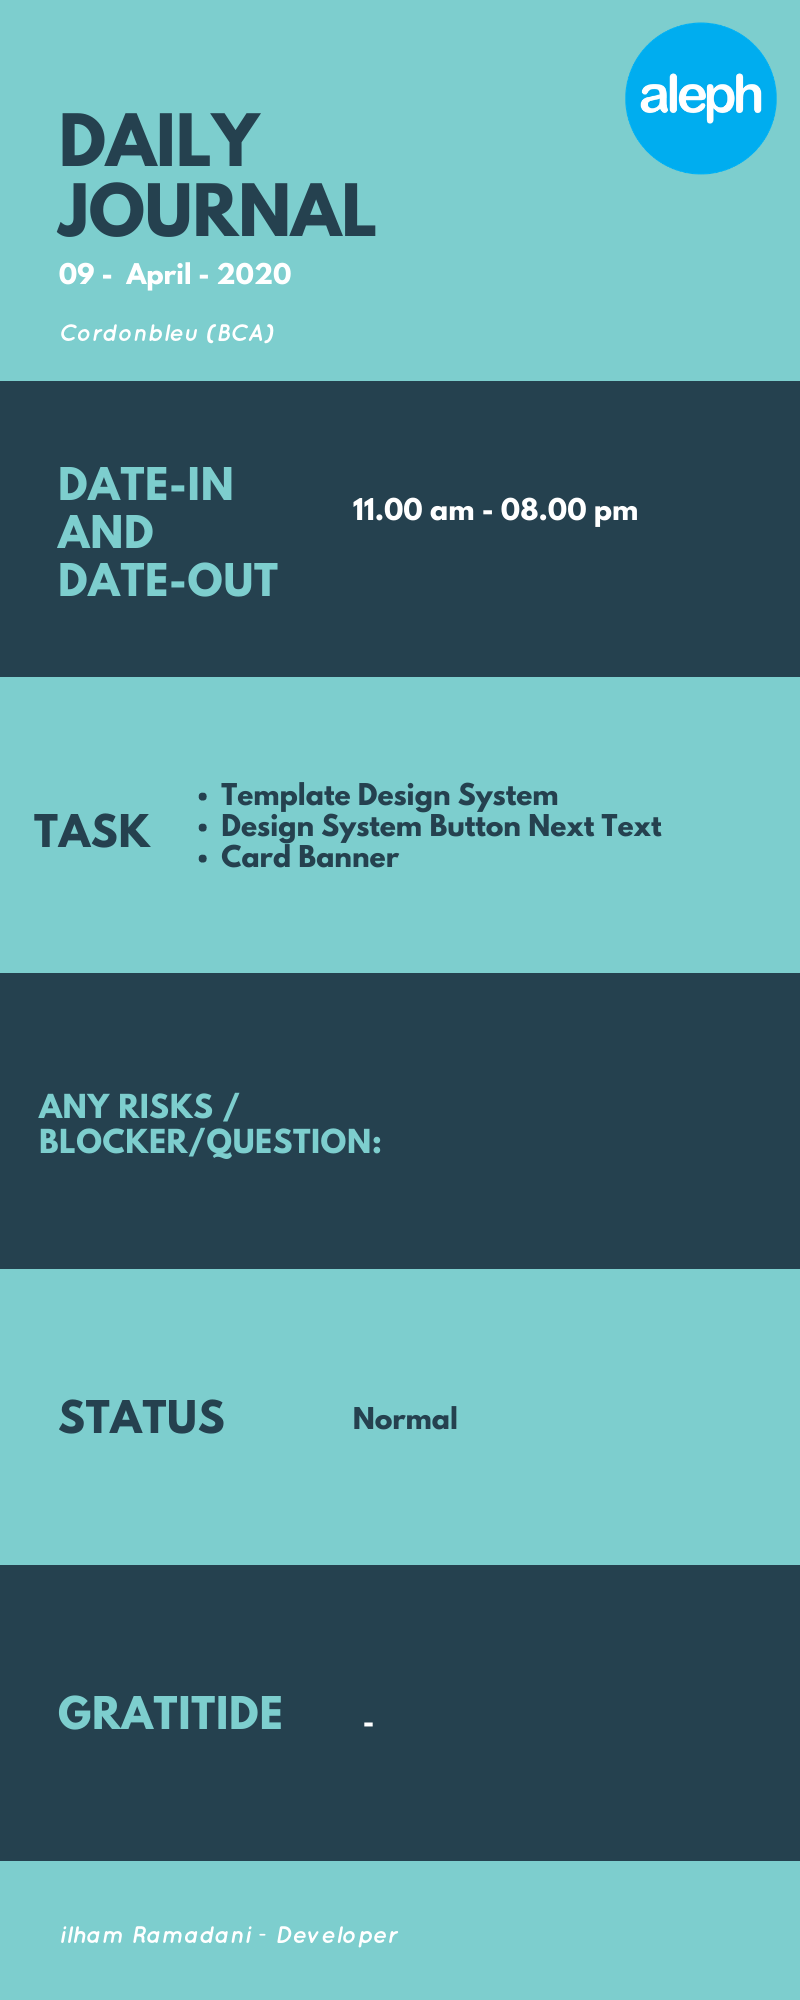 aleph
DAILY
JOURNAL
09 -  April - 2020
Cordonbleu (BCA)
DATE-IN
AND
DATE-OUT
11.00 am - 08.00 pm
TASK
• Template Design System
• Design System Button Next Text
• Card Banner
ANY RISKS /
BLOCKER/QUESTION:
STATUS
Normal
GRATITIDE
-
ilham Ramadani - Developer